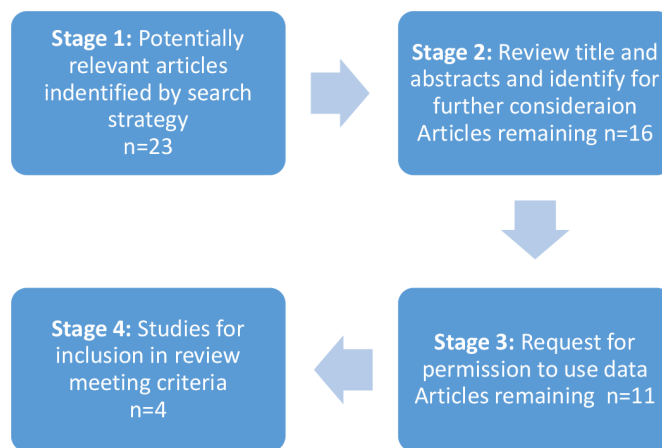 Stage 1: Potentially
relevant articles
indentified by search
strategy
n=23
Stage 2: Review title and
abstracts and identify for
further consideraion
Articles remaining n=16
Stage 3: Request for
permission to use data
Articles remaining n=11
Stage 4: Studies for
inclusion in review
meeting criteria
n=4